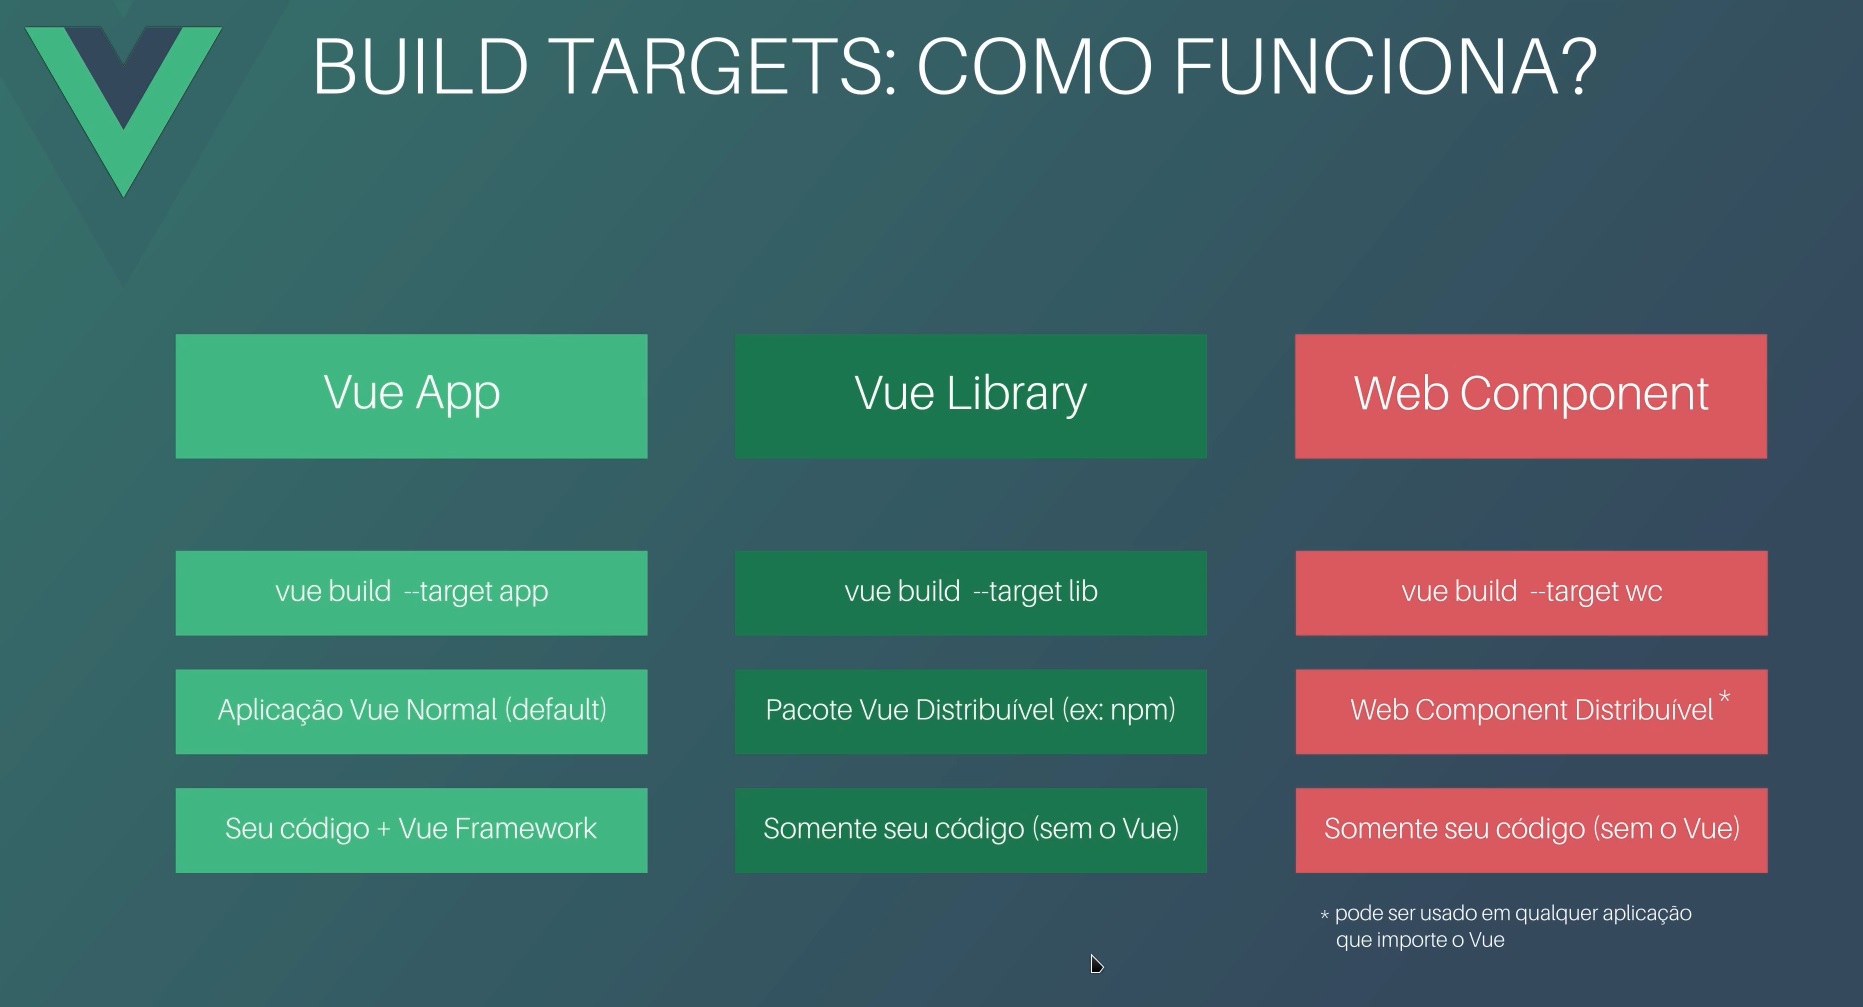 BUILD TARGETS: COMO FUNCIONA?
Vue App
Vue Library
Web Component
vue build  --target app
vue build  --target lib
vue build  --target wc
Aplicação Vue Normal (default)
Pacote Vue Distribuível (ex: npm)
Web Component Distribuível *
Seu código + Vue Framework
Somente seu código (sem o Vue)
Somente seu código (sem o Vue)
* pode ser usado em qualquer aplicação
que importe o Vue